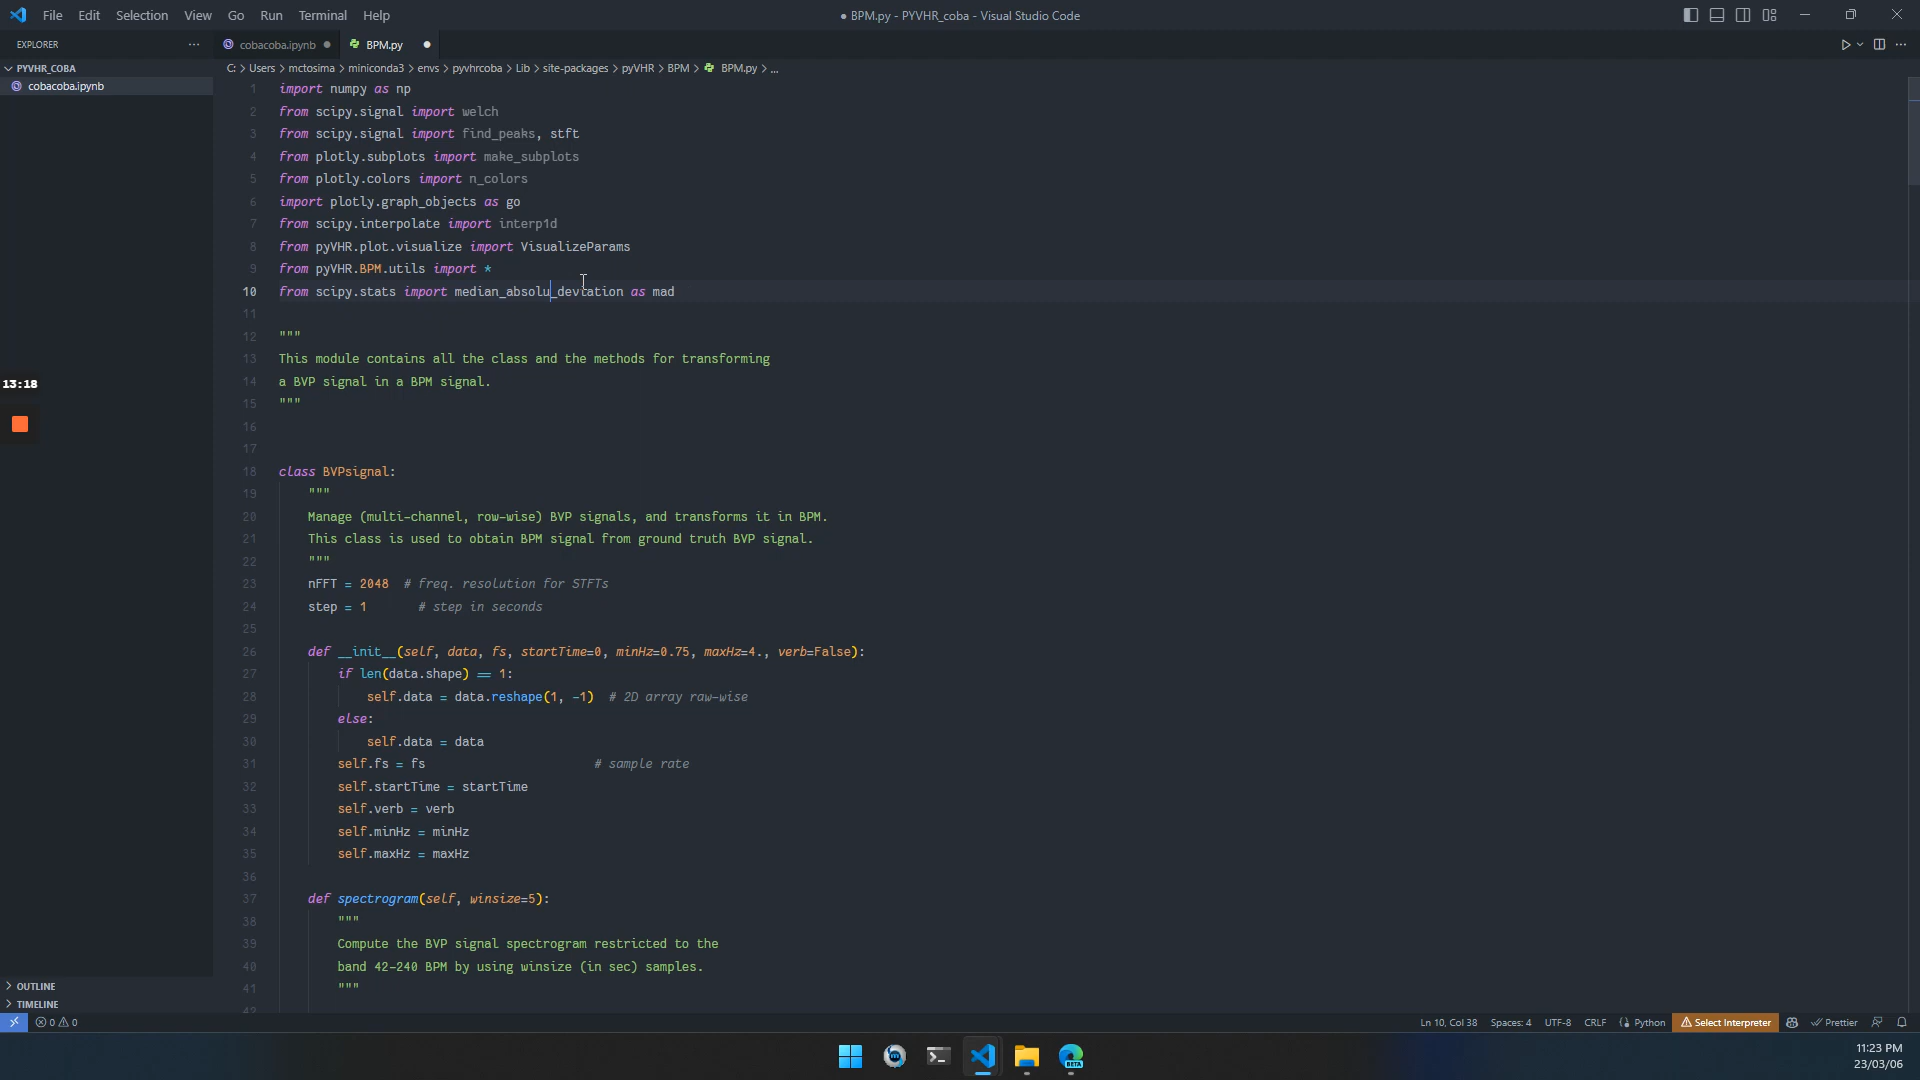 File Edit Selection View Go Run Terminal Help
● BPM.py - PYVHR_coba - Visual Studio Code
EXPLORER ···
cobacoba.ipynb ●
BPM.py ●
PYVHR_COBA
cobacoba.ipynb
C: > Users > mctosima > miniconda3 > envs > pyvhrcoba > Lib > site-packages > pyVHR > BPM > BPM.py > ...
1 import numpy as np
2 from scipy.signal import welch
3 from scipy.signal import find_peaks, stft
4 from plotly.subplots import make_subplots
5 from plotly.colors import n_colors
6 import plotly.graph_objects as go
7 from scipy.interpolate import interp1d
8 from pyVHR.plot.visualize import VisualizeParams
9 from pyVHR.BPM.utils import *
10 from scipy.stats import median_absolu_deviation as mad
11
12 """
13 This module contains all the class and the methods for transforming
14 a BVP signal in a BPM signal.
15 """
16
17
18 class BVPsignal:
19 """
20 Manage (multi-channel, row-wise) BVP signals, and transforms it in BPM.
21 This class is used to obtain BPM signal from ground truth BVP signal.
22 """
23 nFFT = 2048 # freq. resolution for STFTs
24 step = 1 # step in seconds
25
26 def __init__(self, data, fs, startTime=0, minHz=0.75, maxHz=4., verb=False):
27 if len(data.shape) == 1:
28 self.data = data.reshape(1, -1) # 2D array raw-wise
29 else:
30 self.data = data
31 self.fs = fs # sample rate
32 self.startTime = startTime
33 self.verb = verb
34 self.minHz = minHz
35 self.maxHz = maxHz
36
37 def spectrogram(self, winsize=5):
38 """
39 Compute the BVP signal spectrogram restricted to the
40 band 42-240 BPM by using winsize (in sec) samples.
41 """
42
13:18
OUTLINE
TIMELINE
0 0
Ln 10, Col 38 Spaces: 4 UTF-8 CRLF Python Select Interpreter Prettier
BETA
11:23 PM
23/03/06